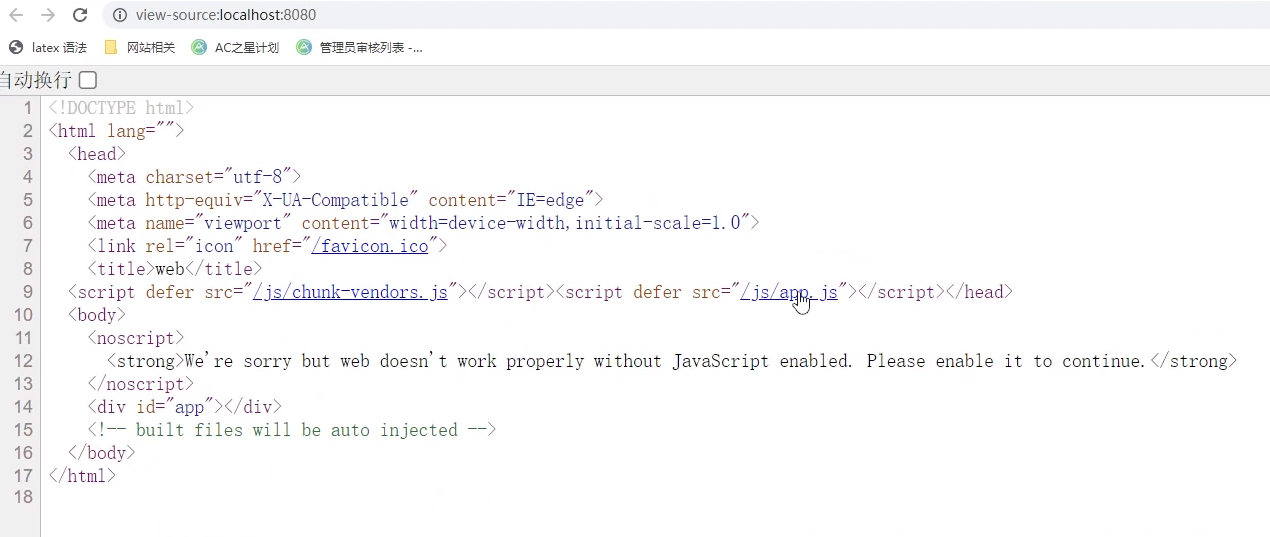 view-source:localhost:8080
latex 语法 网站相关 AC之星计划 管理员审核列表 -...
自动换行
1 <!DOCTYPE html>
2 <html lang="">
3 <head>
4 <meta charset="utf-8">
5 <meta http-equiv="X-UA-Compatible" content="IE=edge">
6 <meta name="viewport" content="width=device-width,initial-scale=1.0">
7 <link rel="icon" href="/favicon.ico">
8 <title>web</title>
9 <script defer src="/js/chunk-vendors.js"></script><script defer src="/js/app.js"></script></head>
10 <body>
11 <noscript>
12 <strong>We're sorry but web doesn't work properly without JavaScript enabled. Please enable it to continue.</strong>
13 </noscript>
14 <div id="app"></div>
15 <!-- built files will be auto injected -->
16 </body>
17 </html>
18